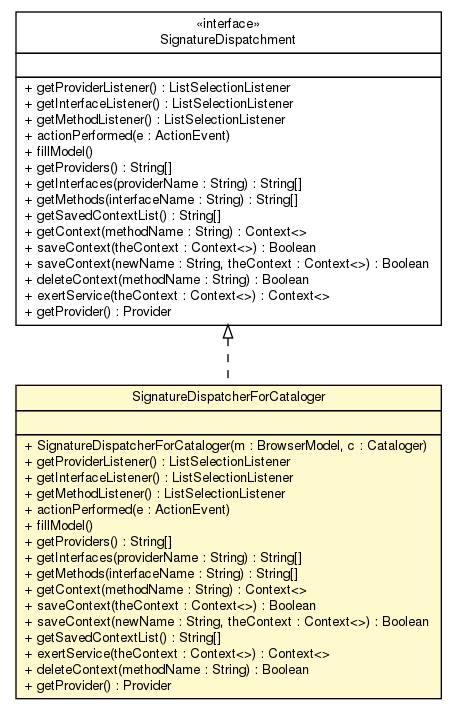 «interface»
SignatureDispatchment
+ getProviderListener() : ListSelectionListener
+ getInterfaceListener() : ListSelectionListener
+ getMethodListener() : ListSelectionListener
+ actionPerformed(e : ActionEvent)
+ fillModel()
+ getProviders() : String[]
+ getInterfaces(providerName : String) : String[]
+ getMethods(interfaceName : String) : String[]
+ getSavedContextList() : String[]
+ getContext(methodName : String) : Context<>
+ saveContext(theContext : Context<>) : Boolean
+ saveContext(newName : String, theContext : Context<>) : Boolean
+ deleteContext(methodName : String) : Boolean
+ exertService(theContext : Context<>) : Context<>
+ getProvider() : Provider
SignatureDispatcherForCataloger
+ SignatureDispatcherForCataloger(m : BrowserModel, c : Cataloger)
+ getProviderListener() : ListSelectionListener
+ getInterfaceListener() : ListSelectionListener
+ getMethodListener() : ListSelectionListener
+ actionPerformed(e : ActionEvent)
+ fillModel()
+ getProviders() : String[]
+ getInterfaces(providerName : String) : String[]
+ getMethods(interfaceName : String) : String[]
+ getContext(methodName : String) : Context<>
+ saveContext(theContext : Context<>) : Boolean
+ saveContext(newName : String, theContext : Context<>) : Boolean
+ getSavedContextList() : String[]
+ exertService(theContext : Context<>) : Context<>
+ deleteContext(methodName : String) : Boolean
+ getProvider() : Provider